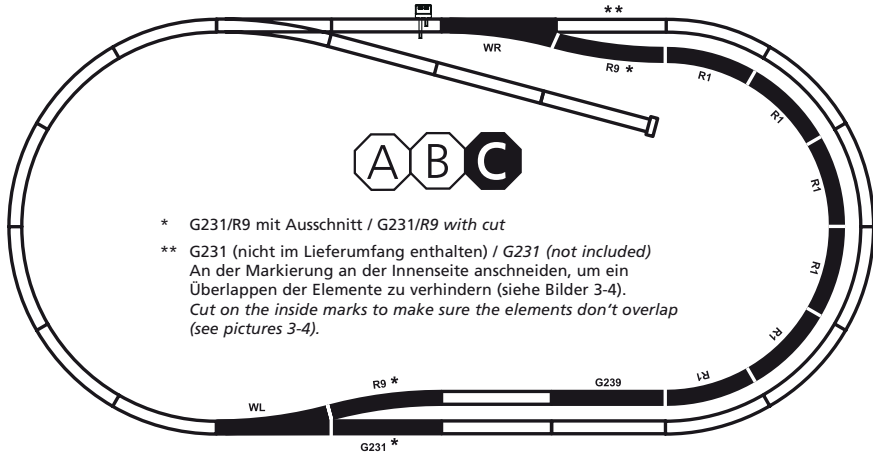 **
WR
R9 *
R1
R1
R1
R1
R1
R1
A B C
* G231/R9 mit Ausschnitt / G231/R9 with cut
** G231 (nicht im Lieferumfang enthalten) / G231 (not included)
An der Markierung an der Innenseite anschneiden, um ein
Überlappen der Elemente zu verhindern (siehe Bilder 3-4).
Cut on the inside marks to make sure the elements don‘t overlap
(see pictures 3-4).
WL
R9 *
G239
G231 *